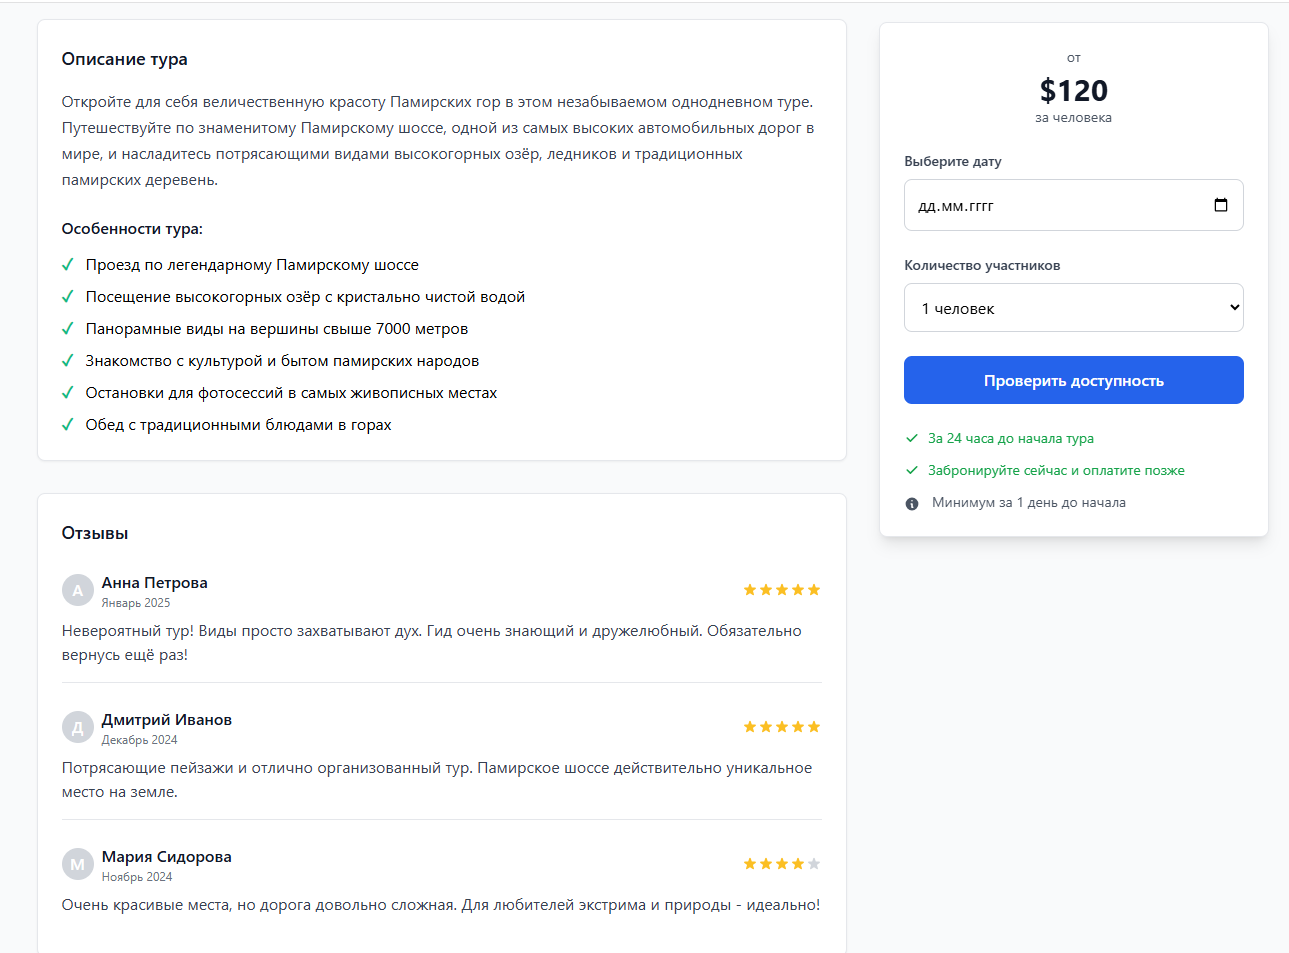 Описание тура
Откройте для себя величественную красоту Памирских гор в этом незабываемом однодневном туре.
Путешествуйте по знаменитому Памирскому шоссе, одной из самых высоких автомобильных дорог в
мире, и насладитесь потрясающими видами высокогорных озёр, ледников и традиционных
памирских деревень.
Особенности тура:
Проезд по легендарному Памирскому шоссе
Посещение высокогорных озёр с кристально чистой водой
Панорамные виды на вершины свыше 7000 метров
Знакомство с культурой и бытом памирских народов
Остановки для фотосессий в самых живописных местах
Обед с традиционными блюдами в горах
Отзывы
А
Анна Петрова
Январь 2025
Невероятный тур! Виды просто захватывают дух. Гид очень знающий и дружелюбный. Обязательно
вернусь ещё раз!
Д
Дмитрий Иванов
Декабрь 2024
Потрясающие пейзажи и отлично организованный тур. Памирское шоссе действительно уникальное
место на земле.
М
Мария Сидорова
Ноябрь 2024
Очень красивые места, но дорога довольно сложная. Для любителей экстрима и природы - идеально!
от
$120
за человека
Выберите дату
дд.мм.гггг
Количество участников
1 человек
Проверить доступность
За 24 часа до начала тура
Забронируйте сейчас и оплатите позже
Минимум за 1 день до начала